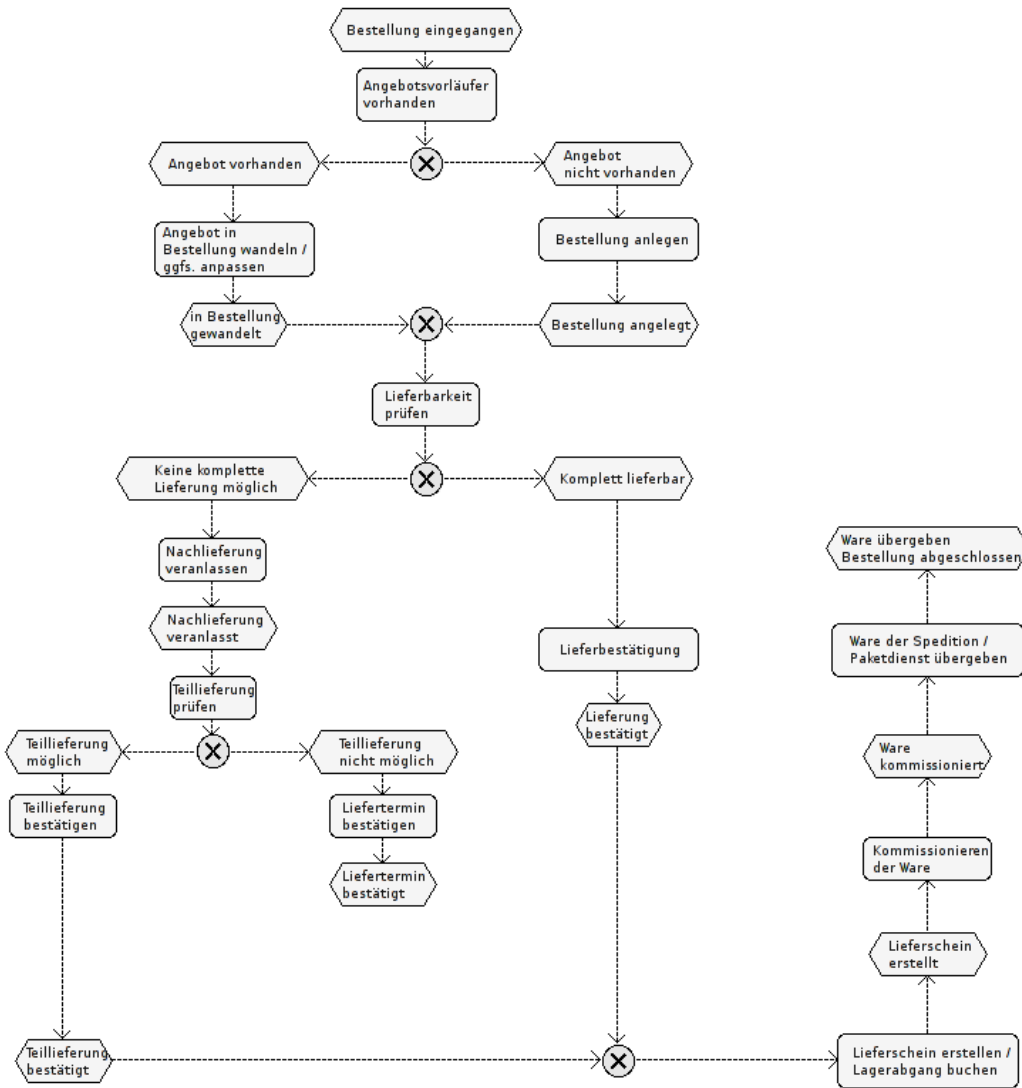 Bestellung eingegangen
Angebotsvorläufer
vorhanden
Angebot vorhanden
Angebot
nicht vorhanden
Angebot in
Bestellung wandeln /
ggfs. anpassen
Bestellung anlegen
in Bestellung
gewandelt
Bestellung angelegt
Lieferbarkeit
prüfen
Keine komplette
Lieferung möglich
Komplett lieferbar
Nachlieferung
veranlassen
Nachlieferung
veranlasst
Teillieferung
prüfen
Lieferbestätigung
Lieferung
bestätigt
Teillieferung
möglich
Teillieferung
nicht möglich
Teillieferung
bestätigen
Liefertermin
bestätigen
Liefertermin
bestätigt
Teillieferung
bestätigt
Ware übergeben
Bestellung abgeschlossen
Ware der Spedition /
Paketdienst übergeben
Ware
kommissioniert
Kommissionieren
der Ware
Lieferschein
erstellt
Lieferschein erstellen /
Lagerabgang buchen